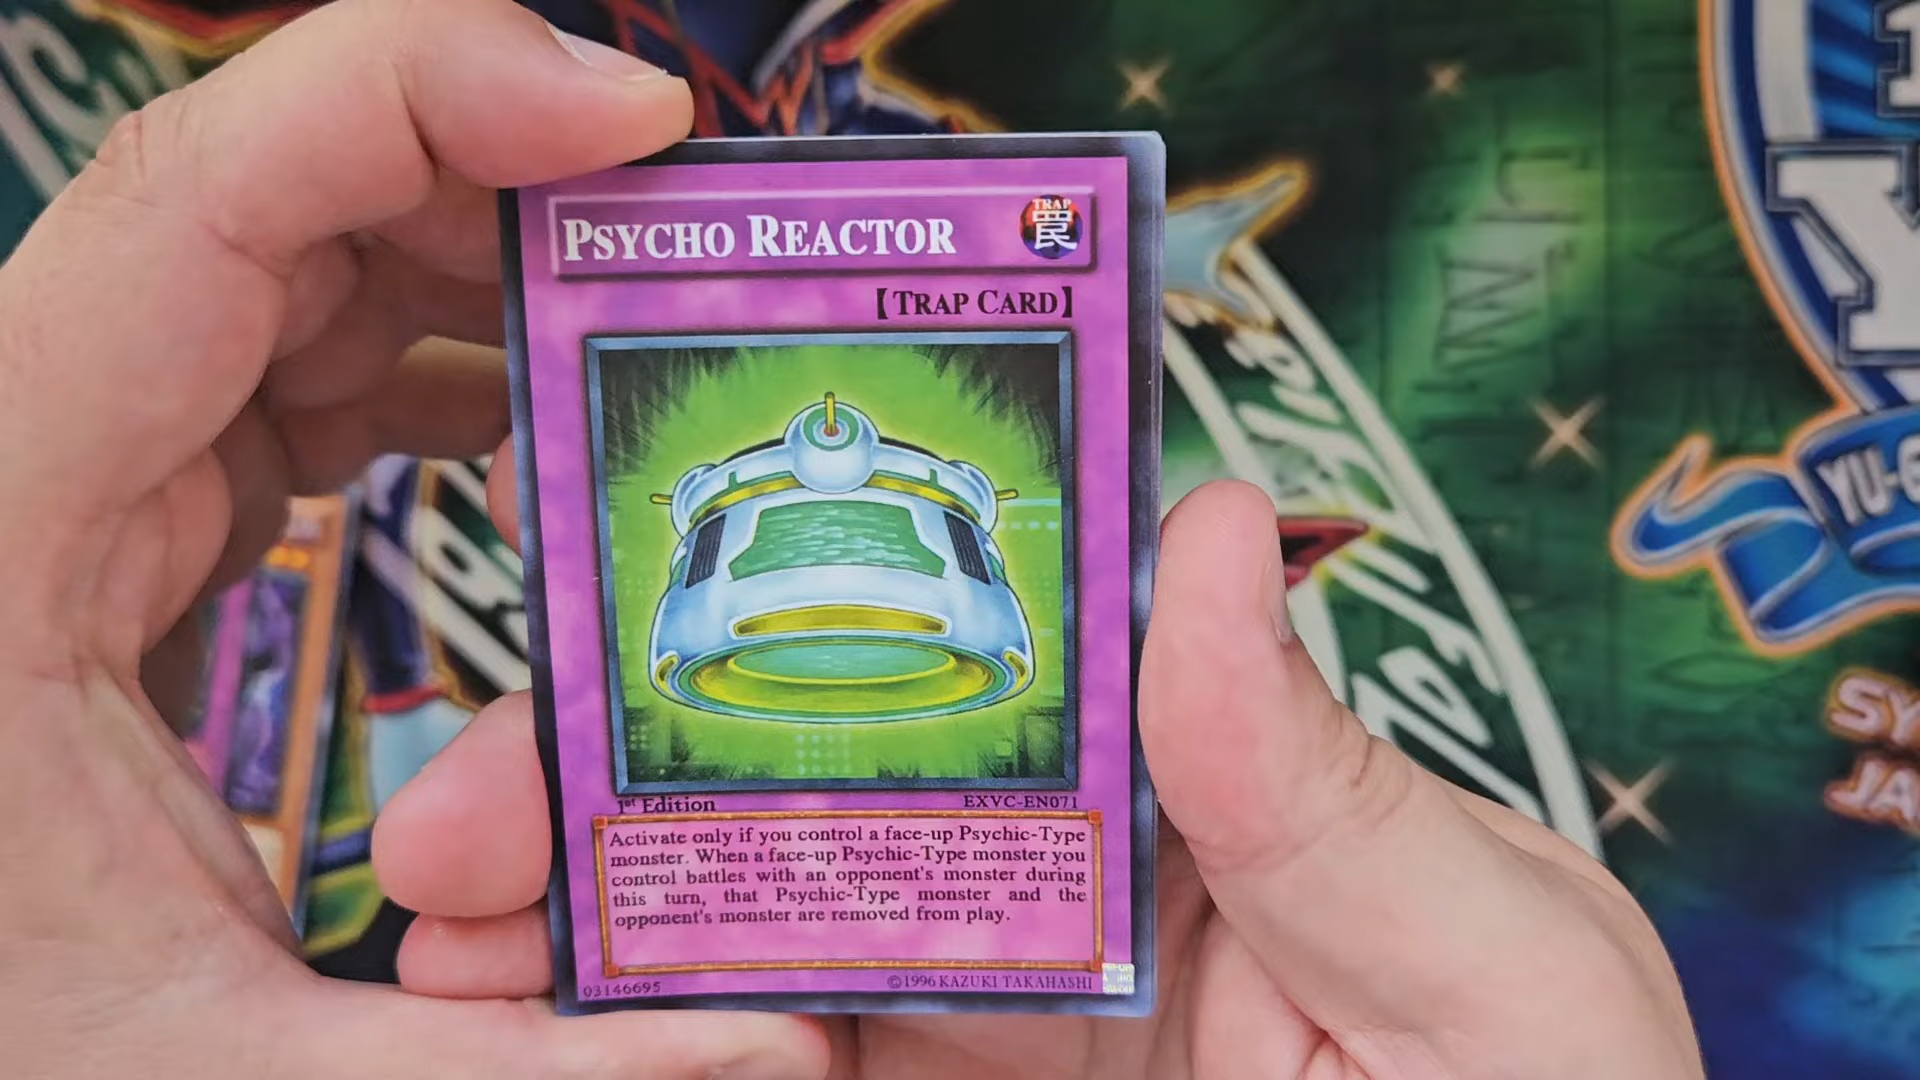 PSYCHO REACTOR
TRAP
罠
【TRAP CARD】
1st Edition
EXVC-EN071
Activate only if you control a face-up Psychic-Type
monster. When a face-up Psychic-Type monster you
control battles with an opponent's monster during
this turn, that Psychic-Type monster and the
opponent's monster are removed from play.
03146695
©1996 KAZUKI TAKAHASHI
YU-G
SY
JA